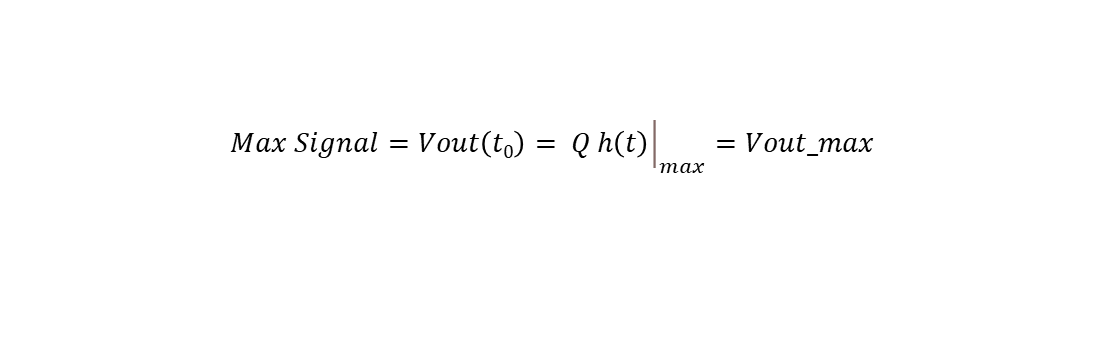 Max Signal = Vout(t₀) = Q h(t)|max = Vout_max